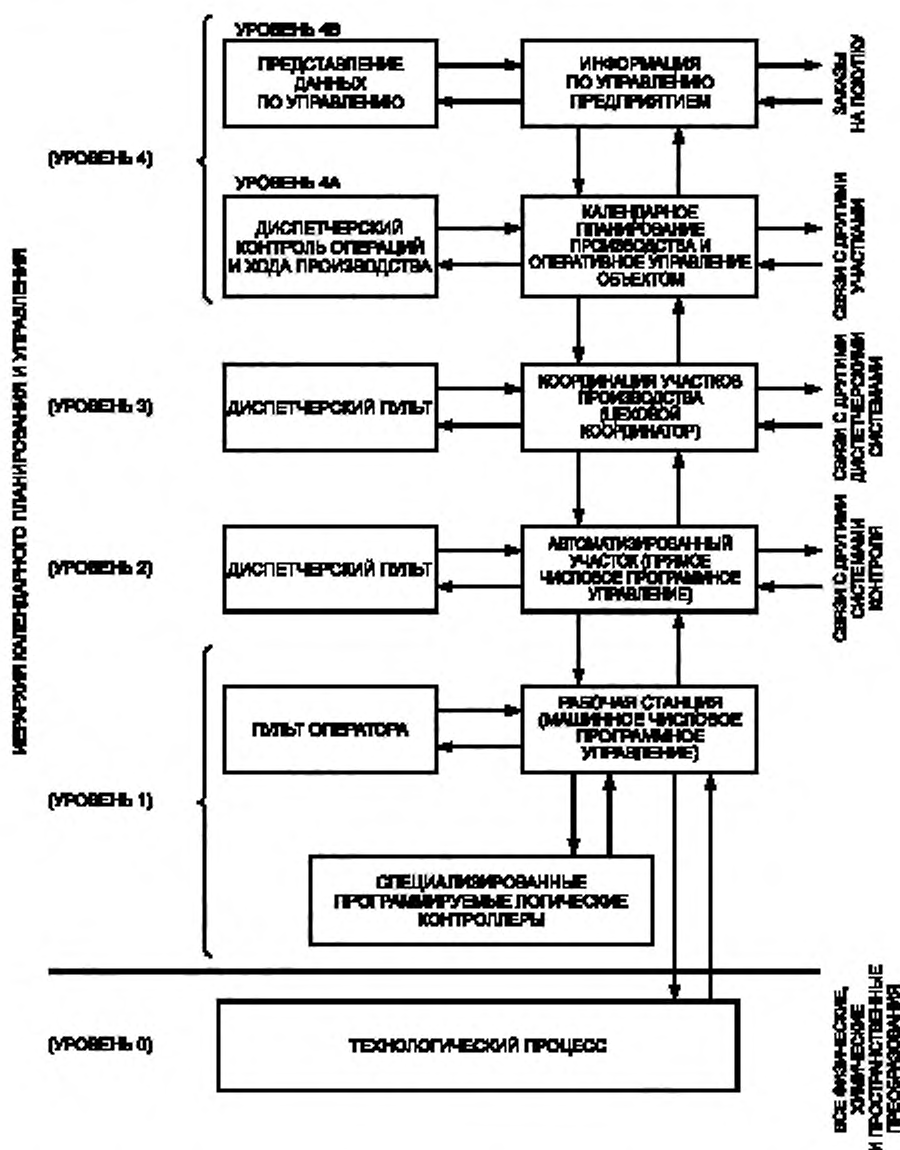 УРОВЕНЬ 4B
ПРЕДСТАВЛЕНИЕ
ДАННЫХ
ПО УПРАВЛЕНИЮ
ИНФОРМАЦИЯ
ПО УПРАВЛЕНИЮ
ПРЕДПРИЯТИЕМ
ЗАКАЗЫ
НА ПОКУПКУ
(УРОВЕНЬ 4)
УРОВЕНЬ 4A
ДИСПЕТЧЕРСКИЙ
КОНТРОЛЬ ОПЕРАЦИЙ
И ХОДА ПРОИЗВОДСТВА
КАЛЕНДАРНОЕ
ПЛАНИРОВАНИЕ
ПРОИЗВОДСТВА И
ОПЕРАТИВНОЕ УПРАВЛЕНИЕ
ОБЪЕКТОМ
СВЯЗИ С ДРУГИМИ
УЧАСТКАМИ
ИЕРАРХИЯ КАЛЕНДАРНОГО ПЛАНИРОВАНИЯ И УПРАВЛЕНИЯ
(УРОВЕНЬ 3)
ДИСПЕТЧЕРСКИЙ ПУЛЬТ
КООРДИНАЦИЯ УЧАСТКОВ
ПРОИЗВОДСТВА
(ЦЕХОВОЙ
КООРДИНАТОР)
СВЯЗИ С ДРУГИМИ
ДИСПЕТЧЕРСКИМИ
СИСТЕМАМИ
(УРОВЕНЬ 2)
ДИСПЕТЧЕРСКИЙ ПУЛЬТ
АВТОМАТИЗИРОВАННЫЙ
УЧАСТОК (ПРЯМОЕ
ЧИСЛОВОЕ ПРОГРАММНОЕ
УПРАВЛЕНИЕ)
СВЯЗИ С ДРУГИМИ
СИСТЕМАМИ
КОНТРОЛЯ
(УРОВЕНЬ 1)
ПУЛЬТ ОПЕРАТОРА
РАБОЧАЯ СТАНЦИЯ
(МАШИННОЕ ЧИСЛОВОЕ
ПРОГРАММНОЕ
УПРАВЛЕНИЕ)
СПЕЦИАЛИЗИРОВАННЫЕ
ПРОГРАММИРУЕМЫЕ ЛОГИЧЕСКИЕ
КОНТРОЛЛЕРЫ
(УРОВЕНЬ 0)
ТЕХНОЛОГИЧЕСКИЙ ПРОЦЕСС
ВСЕ ФИЗИЧЕСКИЕ,
ХИМИЧЕСКИЕ
И ПРОСТРАНСТВЕННЫЕ
ПРЕОБРАЗОВАНИЯ